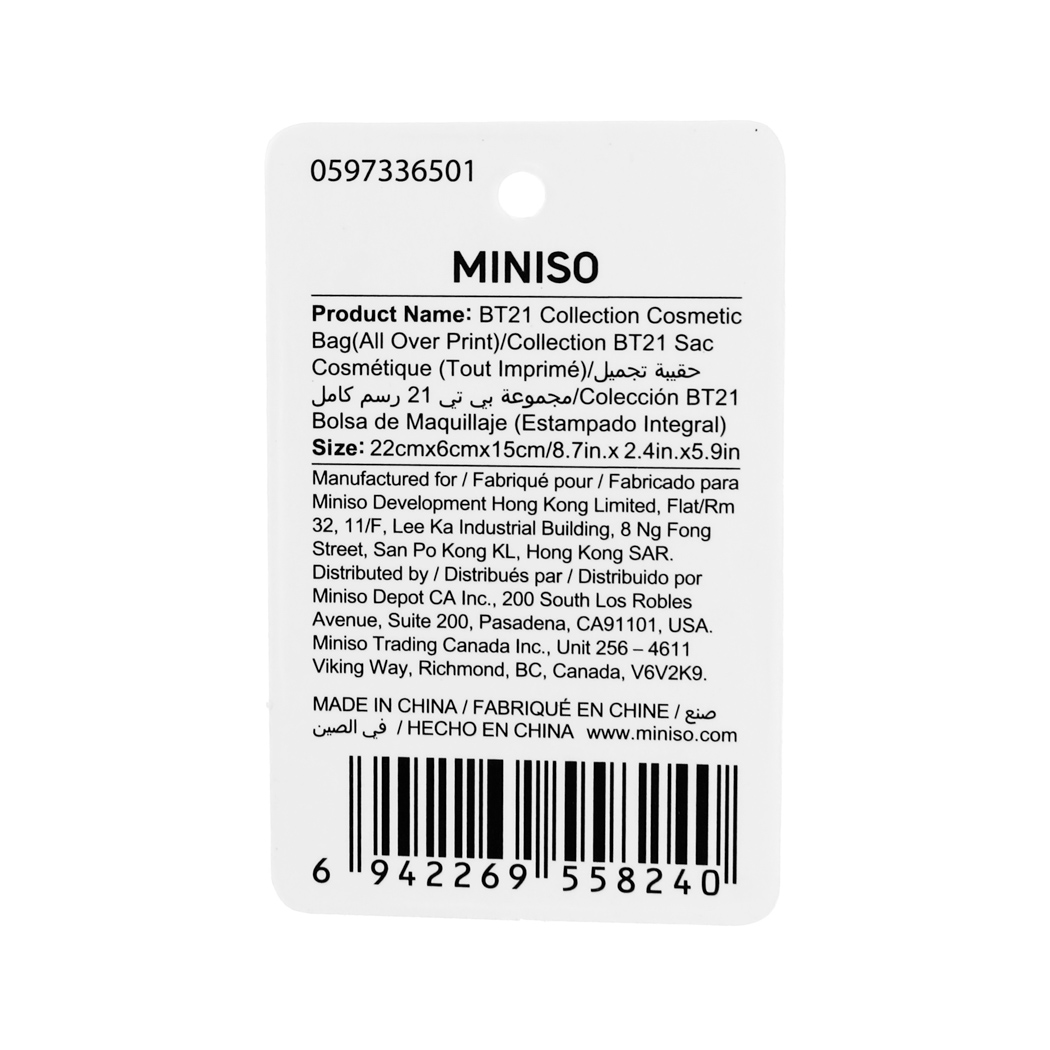 0597336501
MINISO
Product Name: BT21 Collection Cosmetic
Bag(All Over Print)/Collection BT21 Sac
Cosmétique (Tout Imprimé)/حقيبة تجميل
مجموعة بي تي 21 رسم كامل/Colección BT21
Bolsa de Maquillaje (Estampado Integral)
Size: 22cmx6cmx15cm/8.7in.x 2.4in.x5.9in
Manufactured for / Fabriqué pour / Fabricado para
Miniso Development Hong Kong Limited, Flat/Rm
32, 11/F, Lee Ka Industrial Building, 8 Ng Fong
Street, San Po Kong KL, Hong Kong SAR.
Distributed by / Distribués par / Distribuido por
Miniso Depot CA Inc., 200 South Los Robles
Avenue, Suite 200, Pasadena, CA91101, USA.
Miniso Trading Canada Inc., Unit 256 – 4611
Viking Way, Richmond, BC, Canada, V6V2K9.
MADE IN CHINA / FABRIQUÉ EN CHINE / صنع
في الصين / HECHO EN CHINA www.miniso.com
6 942269 558240